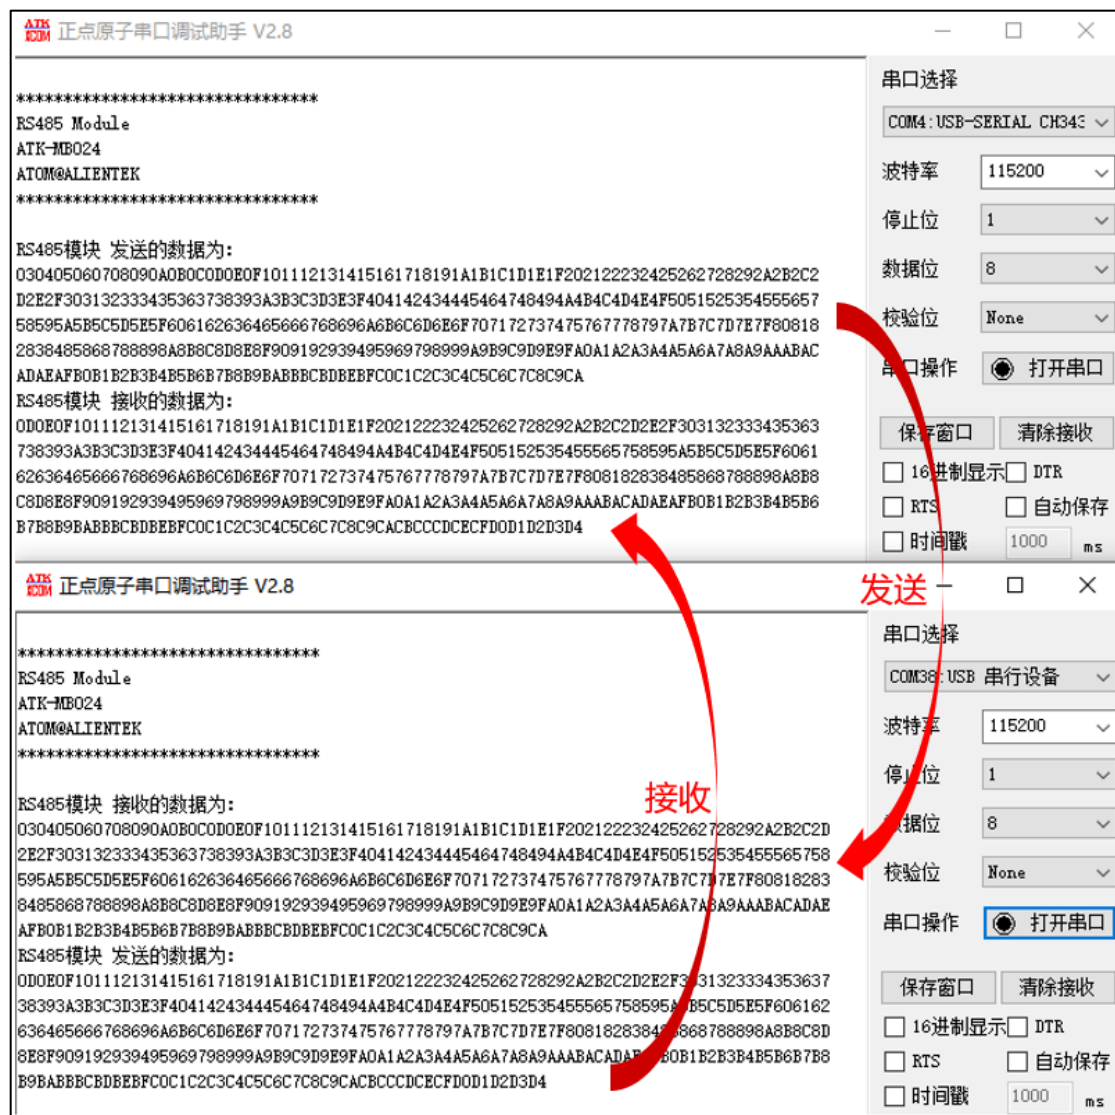 ATK XCOM 正点原子串口调试助手 V2.8
********************************
RS485 Module
ATK-MB024
ATOM@ALIENTEK
********************************
RS485模块 发送的数据为:
030405060708090A0B0C0D0E0F101112131415161718191A1B1C1D1E1F202122232425262728292A2B2C2
D2E2F303132333435363738393A3B3C3D3E3F404142434445464748494A4B4C4D4E4F5051525354555657
58595A5B5C5D5E5F606162636465666768696A6B6C6D6E6F707172737475767778797A7B7C7D7E7F80818
2838485868788898A8B8C8D8E8F909192939495969798999A9B9C9D9E9FA0A1A2A3A4A5A6A7A8A9AAABAC
ADAEAFB0B1B2B3B4B5B6B7B8B9BABBBCBDBEBFC0C1C2C3C4C5C6C7C8C9CA
RS485模块 接收的数据为:
0D0E0F101112131415161718191A1B1C1D1E1F202122232425262728292A2B2C2D2E2F303132333435363
738393A3B3C3D3E3F404142434445464748494A4B4C4D4E4F505152535455565758595A5B5C5D5E5F6061
62636465666768696A6B6C6D6E6F707172737475767778797A7B7C7D7E7F808182838485868788898A8B8
C8D8E8F909192939495969798999A9B9C9D9E9FA0A1A2A3A4A5A6A7A8A9AAABACADAEAFB0B1B2B3B4B5B6
B7B8B9BABBBCBDBEBFC0C1C2C3C4C5C6C7C8C9CACBCCCDCECFD0D1D2D3D4
串口选择
COM4:USB-SERIAL CH343
波特率 115200
停止位 1
数据位 8
校验位 None
串口操作 打开串口
保存窗口 清除接收
16进制显示 DTR
RTS 自动保存
时间戳 1000 ms
发送
接收
ATK XCOM 正点原子串口调试助手 V2.8
********************************
RS485 Module
ATK-MB024
ATOM@ALIENTEK
********************************
RS485模块 接收的数据为:
030405060708090A0B0C0D0E0F101112131415161718191A1B1C1D1E1F202122232425262728292A2B2C2D
2E2F303132333435363738393A3B3C3D3E3F404142434445464748494A4B4C4D4E4F505152535455565758
595A5B5C5D5E5F606162636465666768696A6B6C6D6E6F707172737475767778797A7B7C7D7E7F80818283
8485868788898A8B8C8D8E8F909192939495969798999A9B9C9D9E9FA0A1A2A3A4A5A6A7A8A9AAABACADAE
AFB0B1B2B3B4B5B6B7B8B9BABBBCBDBEBFC0C1C2C3C4C5C6C7C8C9CA
RS485模块 发送的数据为:
0D0E0F101112131415161718191A1B1C1D1E1F202122232425262728292A2B2C2D2E2F3031323334353637
38393A3B3C3D3E3F404142434445464748494A4B4C4D4E4F505152535455565758595A5B5C5D5E5F606162
636465666768696A6B6C6D6E6F707172737475767778797A7B7C7D7E7F808182838485868788898A8B8C8D
8E8F909192939495969798999A9B9C9D9E9FA0A1A2A3A4A5A6A7A8A9AAABACADAEAFB0B1B2B3B4B5B6B7B8
B9BABBBCBDBEBFC0C1C2C3C4C5C6C7C8C9CACBCCCDCECFD0D1D2D3D4
串口选择
COM38:USB 串行设备
波特率 115200
停止位 1
数据位 8
校验位 None
串口操作 打开串口
保存窗口 清除接收
16进制显示 DTR
RTS 自动保存
时间戳 1000 ms